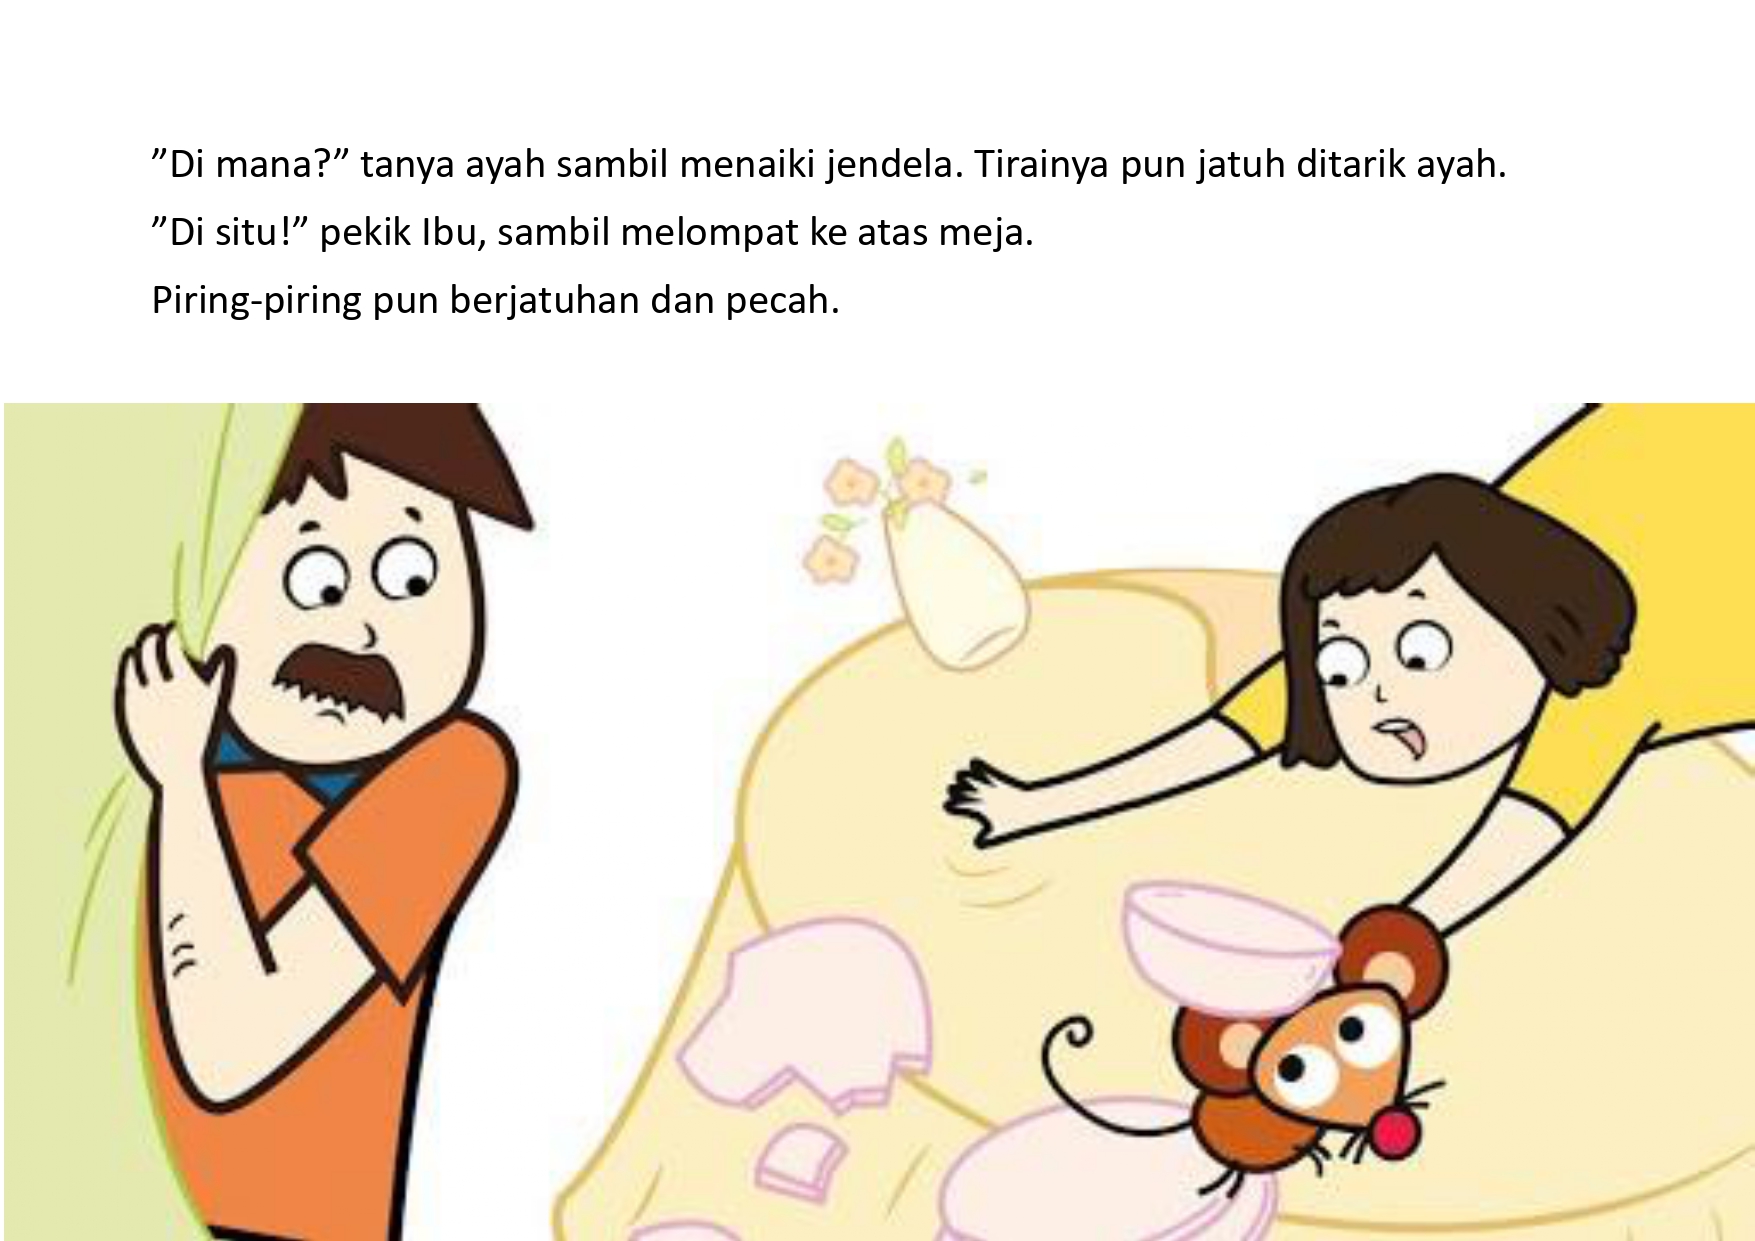 ”Di mana?” tanya ayah sambil menaiki jendela. Tirainya pun jatuh ditarik ayah.
”Di situ!” pekik Ibu, sambil melompat ke atas meja.
Piring-piring pun berjatuhan dan pecah.